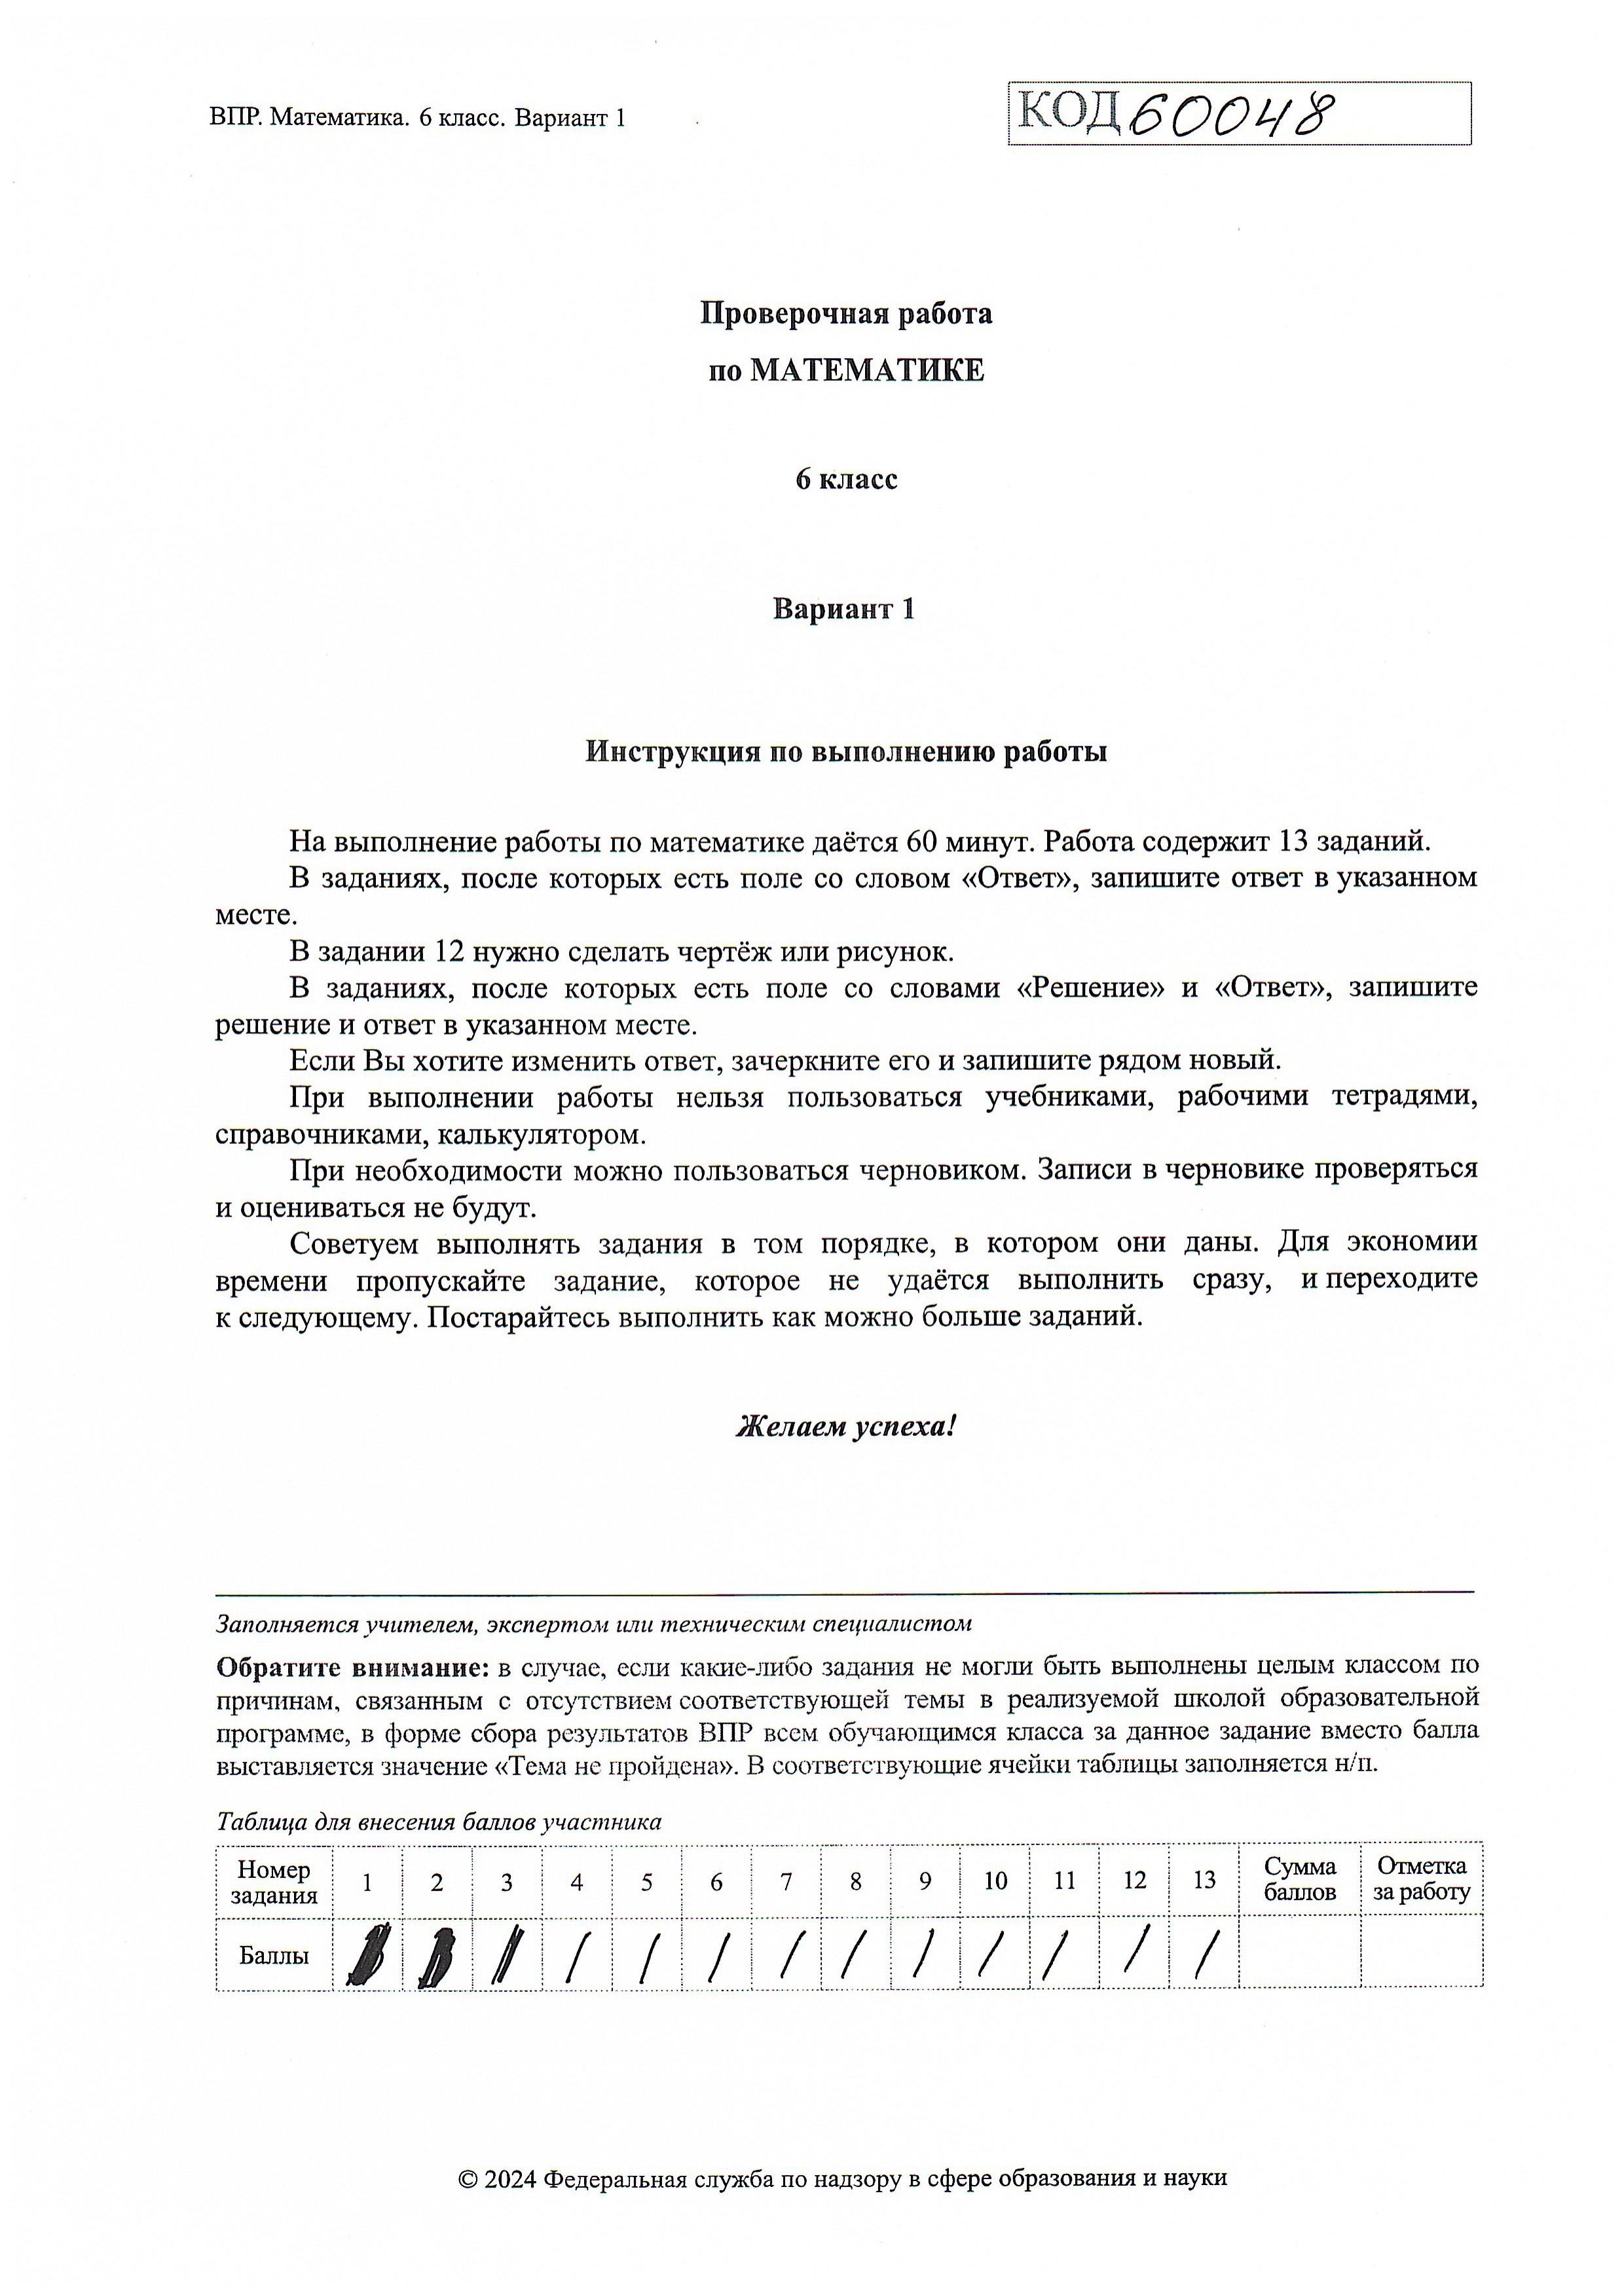 ВПР. Математика. 6 класс. Вариант 1
КОД 60048
Проверочная работа
по МАТЕМАТИКЕ
6 класс
Вариант 1
Инструкция по выполнению работы
На выполнение работы по математике даётся 60 минут. Работа содержит 13 заданий.
В заданиях, после которых есть поле со словом «Ответ», запишите ответ в указанном
месте.
В задании 12 нужно сделать чертёж или рисунок.
В заданиях, после которых есть поле со словами «Решение» и «Ответ», запишите
решение и ответ в указанном месте.
Если Вы хотите изменить ответ, зачеркните его и запишите рядом новый.
При выполнении работы нельзя пользоваться учебниками, рабочими тетрадями,
справочниками, калькулятором.
При необходимости можно пользоваться черновиком. Записи в черновике проверяться
и оцениваться не будут.
Советуем выполнять задания в том порядке, в котором они даны. Для экономии
времени пропускайте задание, которое не удаётся выполнить сразу, и переходите
к следующему. Постарайтесь выполнить как можно больше заданий.
Желаем успеха!
Заполняется учителем, экспертом или техническим специалистом
Обратите внимание: в случае, если какие-либо задания не могли быть выполнены целым классом по
причинам, связанным с отсутствием соответствующей темы в реализуемой школой образовательной
программе, в форме сбора результатов ВПР всем обучающимся класса за данное задание вместо балла
выставляется значение «Тема не пройдена». В соответствующие ячейки таблицы заполняется н/п.
Таблица для внесения баллов участника
Номер задания 1 2 3 4 5 6 7 8 9 10 11 12 13 Сумма баллов Отметка за работу
Баллы / / / / / / / / / / /
© 2024 Федеральная служба по надзору в сфере образования и науки